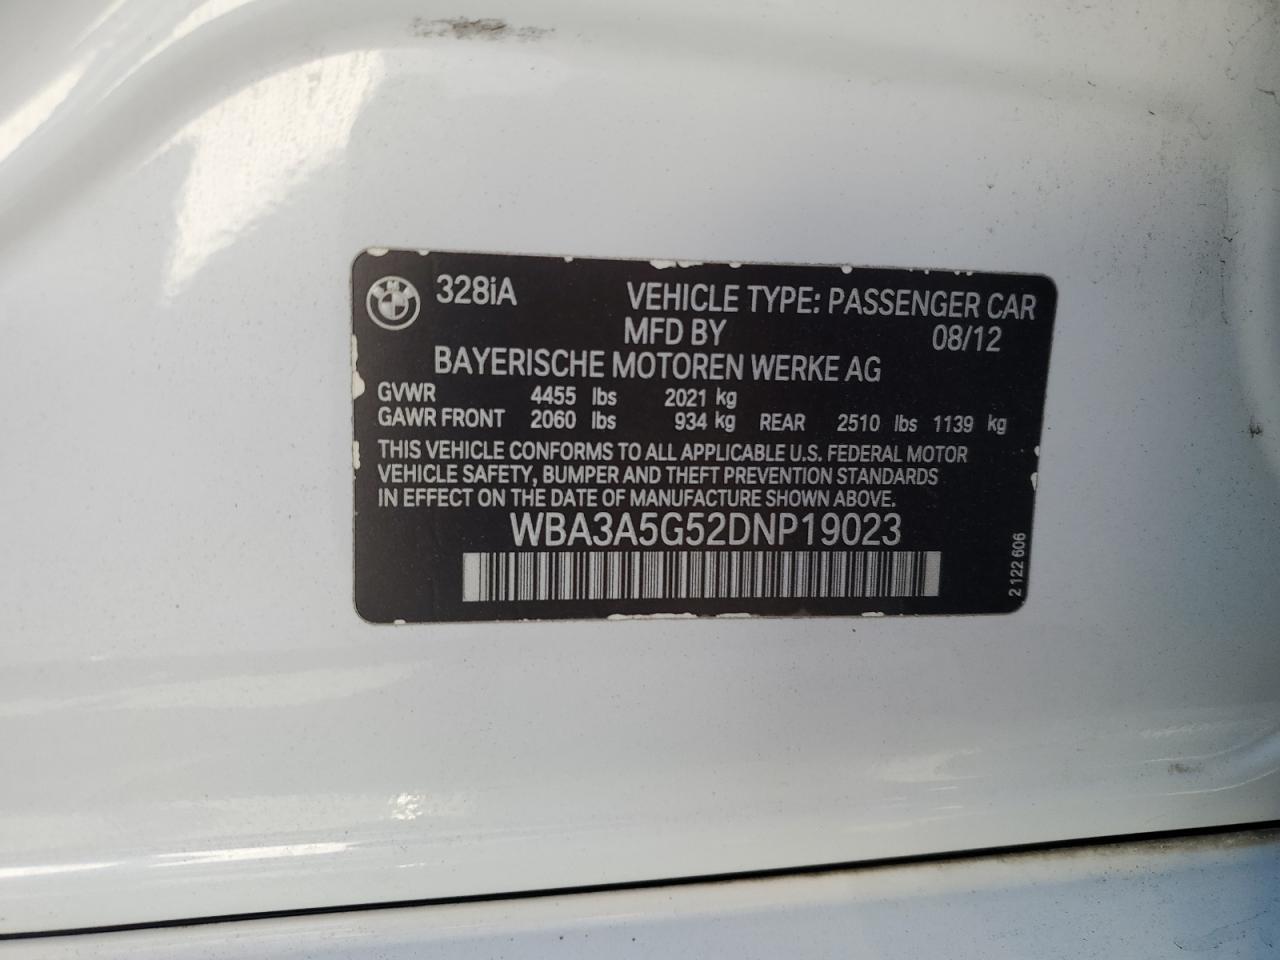 BMW 328iA VEHICLE TYPE: PASSENGER CAR
MFD BY 08/12
BAYERISCHE MOTOREN WERKE AG
GVWR 4455 lbs 2021 kg
GAWR FRONT 2060 lbs 934 kg REAR 2510 lbs 1139 kg
THIS VEHICLE CONFORMS TO ALL APPLICABLE U.S. FEDERAL MOTOR
VEHICLE SAFETY, BUMPER AND THEFT PREVENTION STANDARDS
IN EFFECT ON THE DATE OF MANUFACTURE SHOWN ABOVE.
WBA3A5G52DNP19023
2 122 606